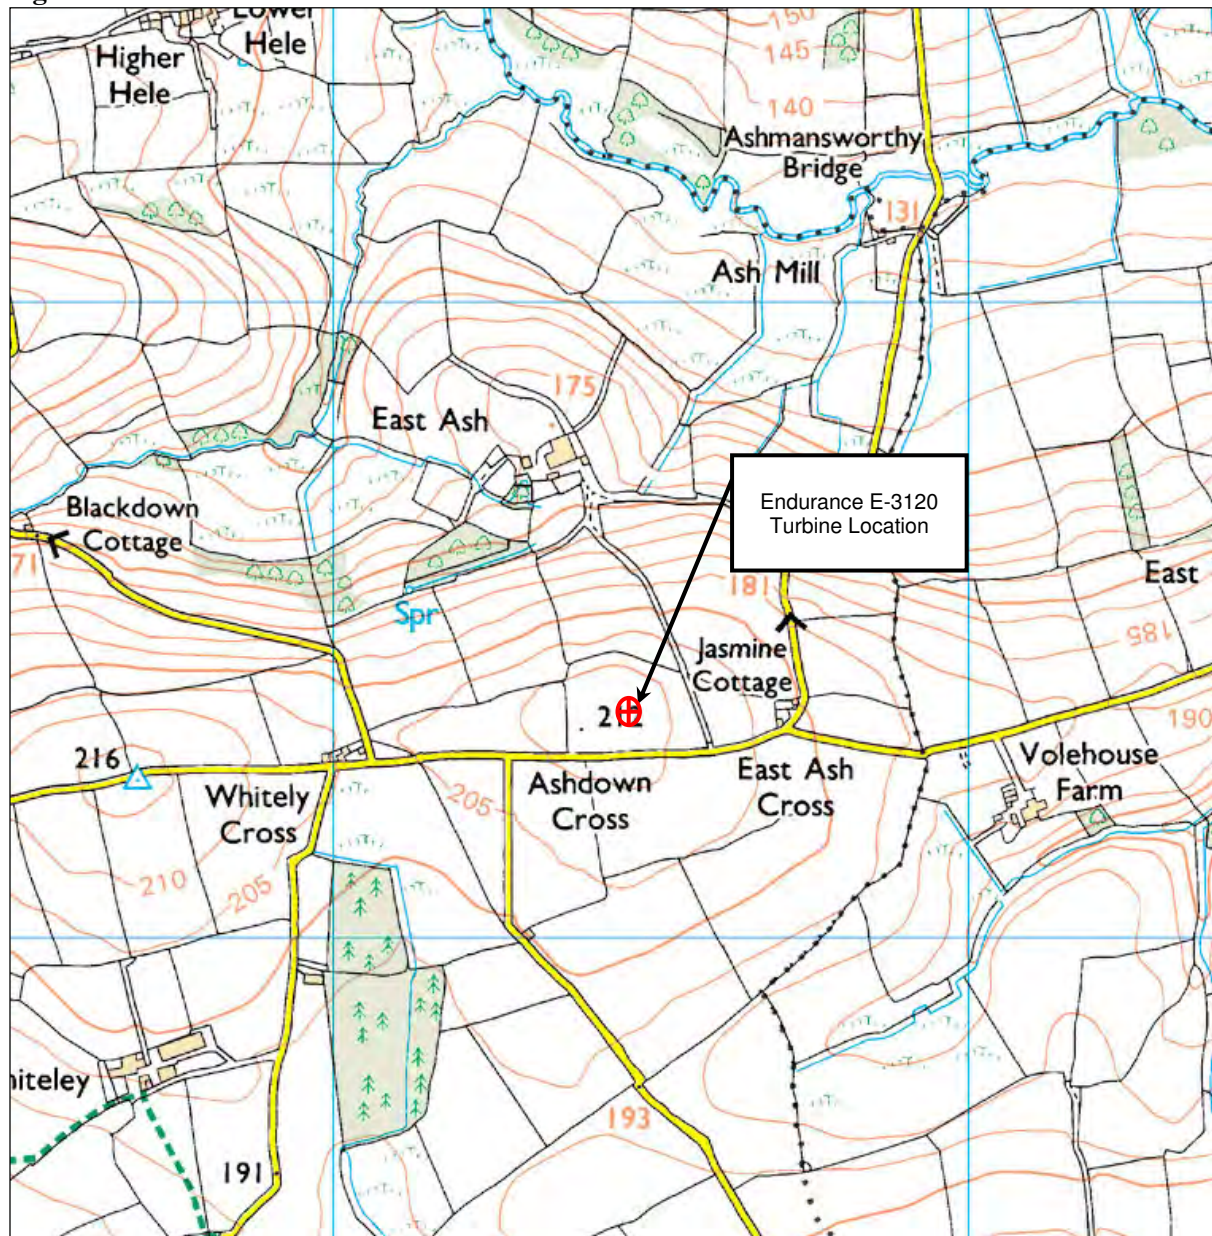 Lower
Hele
Higher
Hele
150
145
140
Ashmansworthy
Bridge
131
Ash Mill
175
East Ash
Endurance E-3120
Turbine Location
Blackdown
Cottage
71
East
181
185
Spr
Jasmine
Cottage
190
216
Whitely
Cross
205
Ashdown
Cross
East Ash
Cross
Volehouse
Farm
210
205
hiteley
193
191